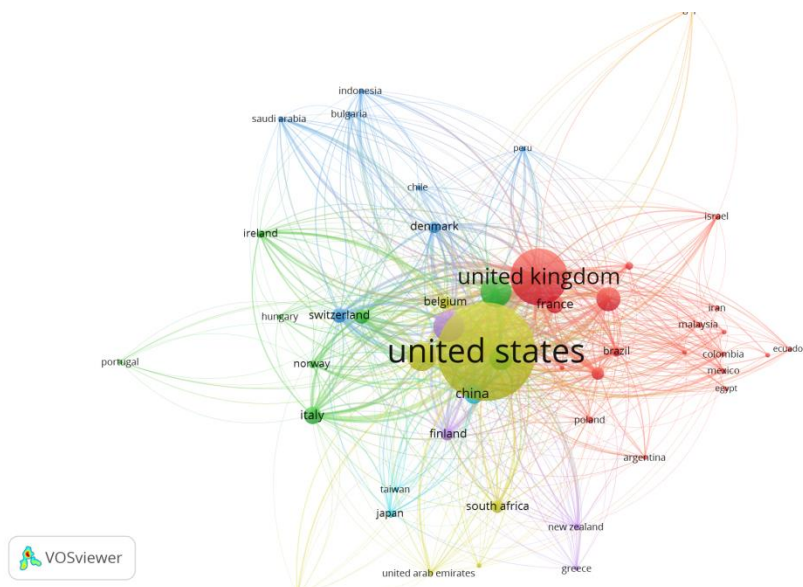 indonesia
saudi arabia
bulgaria
peru
chile
israel
denmark
ireland
united kingdom
belgium
france
iran
hungary
switzerland
malaysia
united states
brazil
colombia
ecuado
portugal
norway
mexico
egypt
china
italy
poland
finland
argentina
taiwan
south africa
japan
new zealand
greece
united arab emirates
VOSviewer